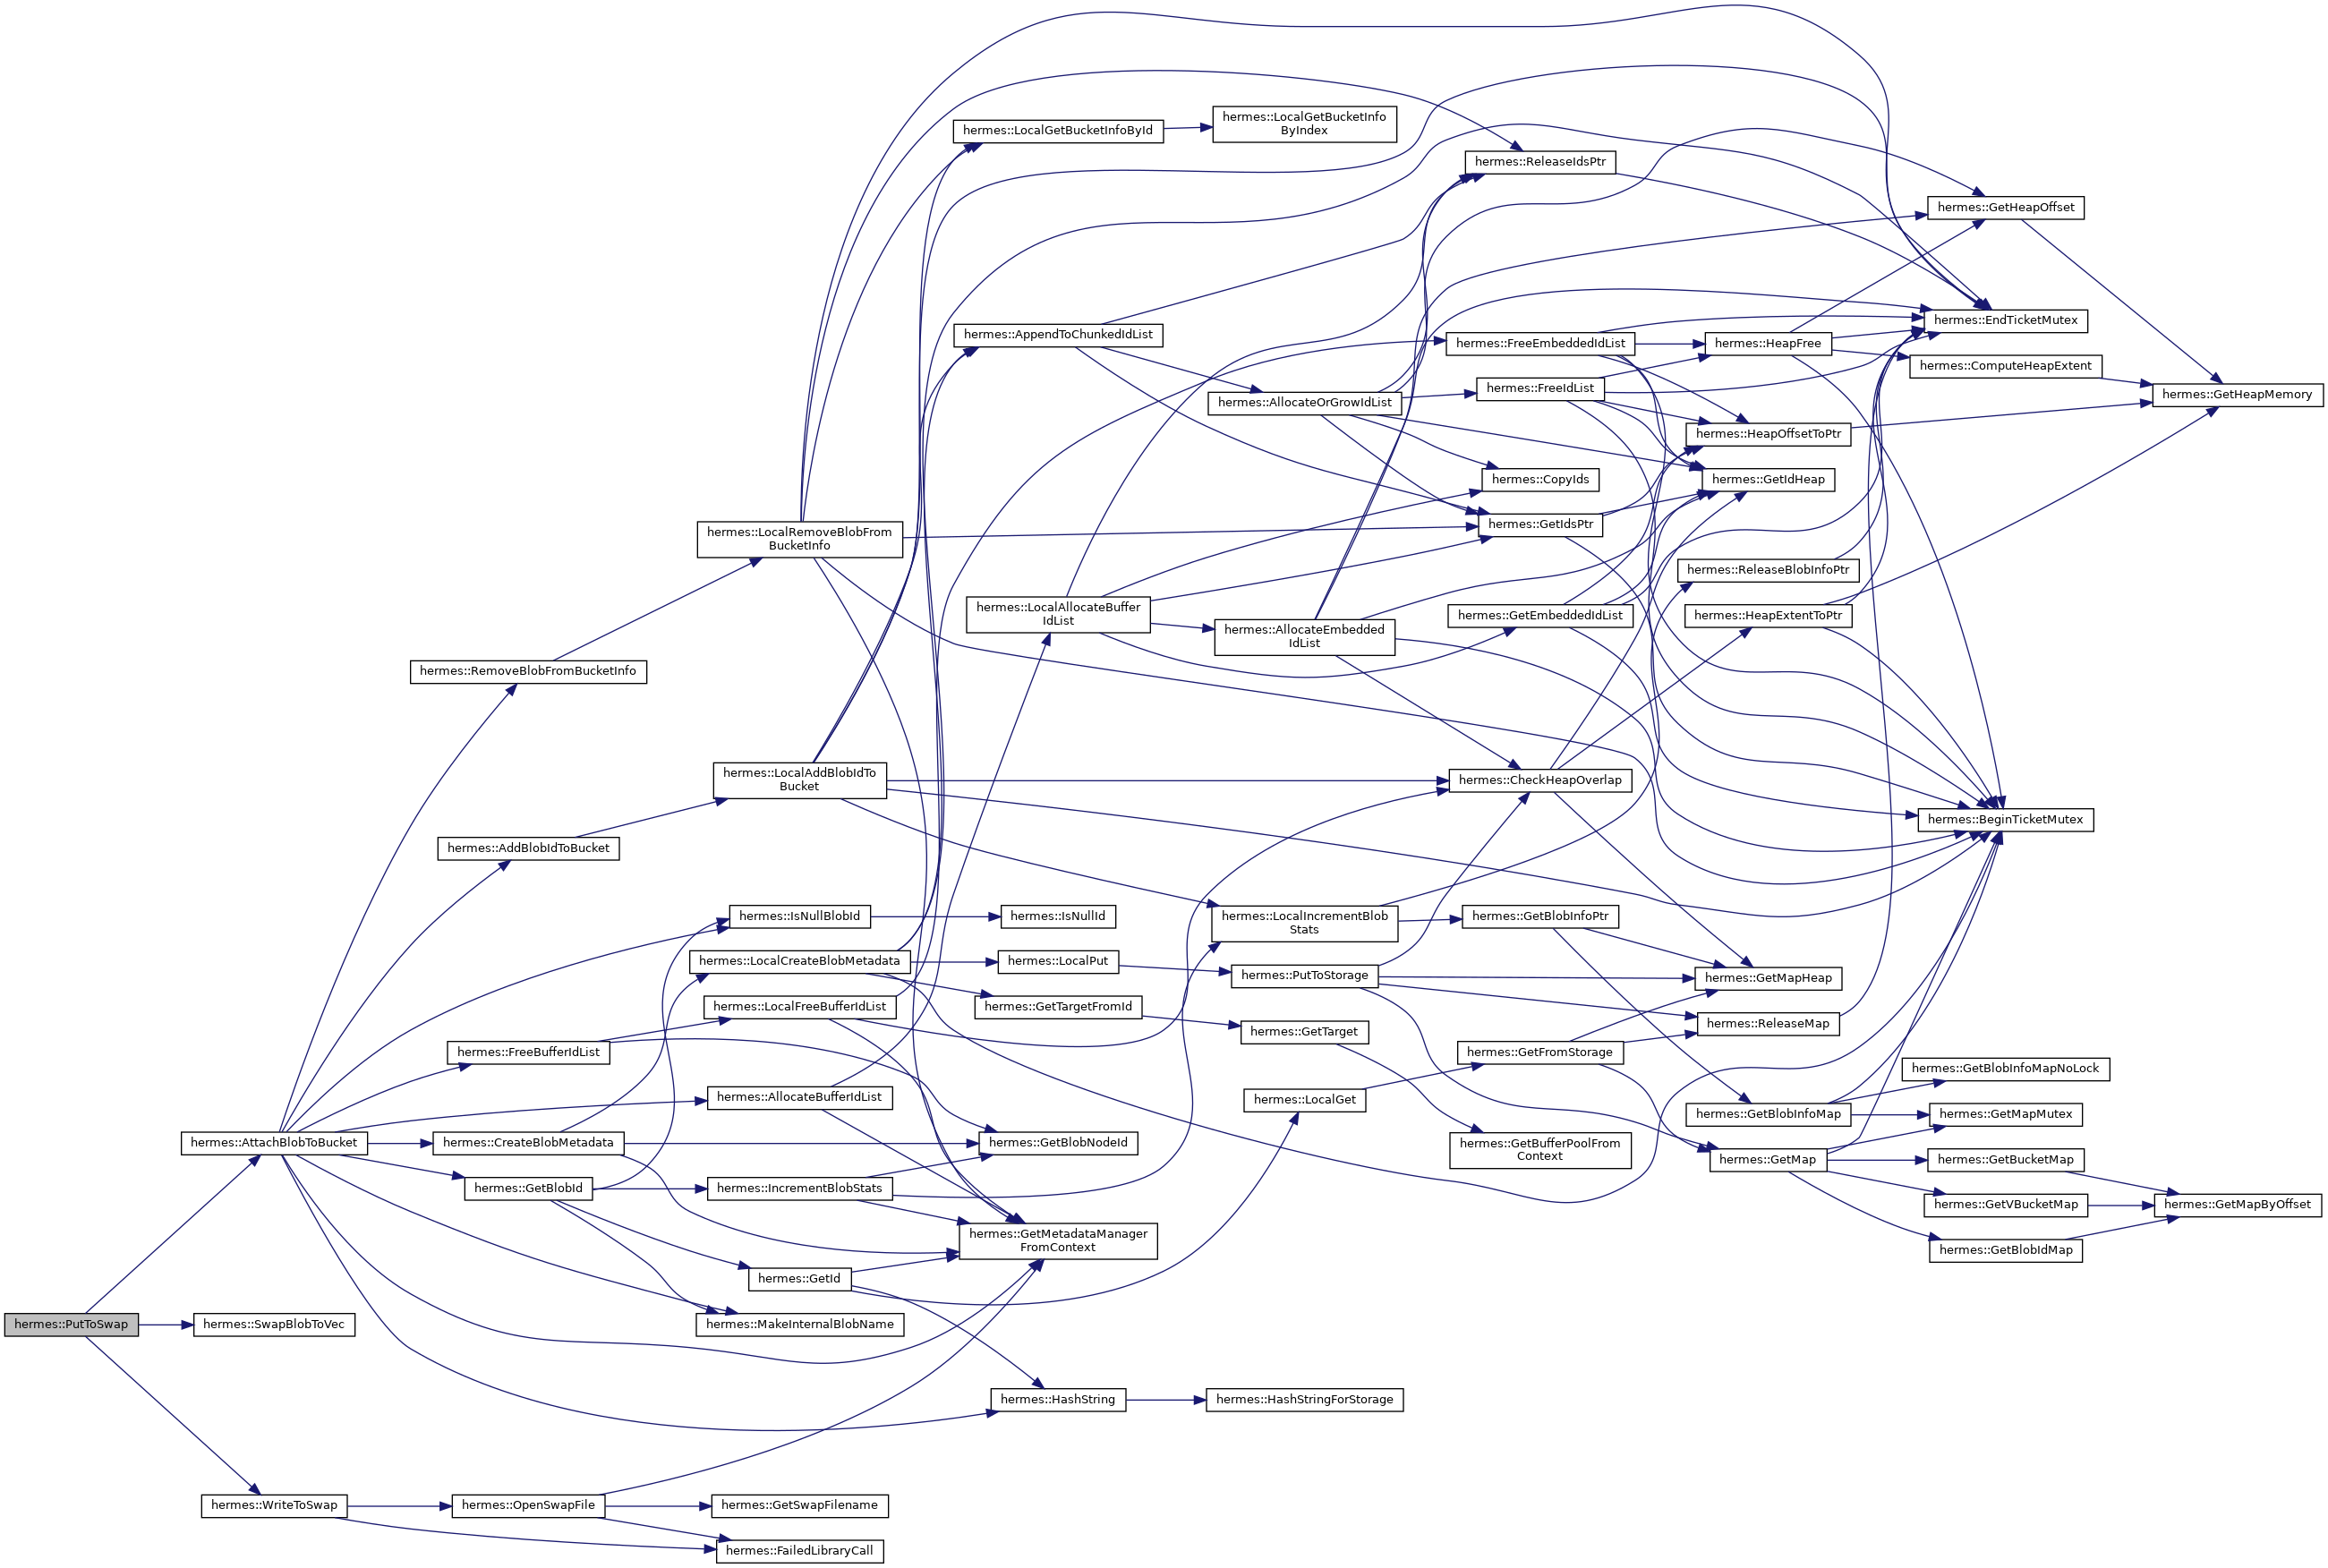 hermes::LocalGetBucketInfo
ByIndex
hermes::LocalGetBucketInfoById
hermes::ReleaseIdsPtr
hermes::GetHeapOffset
hermes::EndTicketMutex
hermes::AppendToChunkedIdList
hermes::FreeEmbeddedIdList
hermes::HeapFree
hermes::ComputeHeapExtent
hermes::FreeIdList
hermes::GetHeapMemory
hermes::AllocateOrGrowIdList
hermes::HeapOffsetToPtr
hermes::CopyIds
hermes::GetIdHeap
hermes::GetIdsPtr
hermes::LocalRemoveBlobFrom
BucketInfo
hermes::ReleaseBlobInfoPtr
hermes::LocalAllocateBuffer
IdList
hermes::GetEmbeddedIdList
hermes::HeapExtentToPtr
hermes::AllocateEmbedded
IdList
hermes::RemoveBlobFromBucketInfo
hermes::LocalAddBlobIdTo
Bucket
hermes::CheckHeapOverlap
hermes::BeginTicketMutex
hermes::AddBlobIdToBucket
hermes::IsNullBlobId
hermes::IsNullId
hermes::LocalIncrementBlob
Stats
hermes::GetBlobInfoPtr
hermes::LocalCreateBlobMetadata
hermes::LocalPut
hermes::PutToStorage
hermes::GetMapHeap
hermes::LocalFreeBufferIdList
hermes::GetTargetFromId
hermes::GetTarget
hermes::ReleaseMap
hermes::FreeBufferIdList
hermes::GetFromStorage
hermes::GetBlobInfoMapNoLock
hermes::AllocateBufferIdList
hermes::LocalGet
hermes::GetBlobInfoMap
hermes::GetMapMutex
hermes::AttachBlobToBucket
hermes::CreateBlobMetadata
hermes::GetBlobNodeId
hermes::GetBufferPoolFrom
Context
hermes::GetMap
hermes::GetBucketMap
hermes::GetBlobId
hermes::IncrementBlobStats
hermes::GetVBucketMap
hermes::GetMapByOffset
hermes::GetMetadataManager
FromContext
hermes::GetBlobIdMap
hermes::GetId
hermes::PutToSwap
hermes::SwapBlobToVec
hermes::MakeInternalBlobName
hermes::HashString
hermes::HashStringForStorage
hermes::WriteToSwap
hermes::OpenSwapFile
hermes::GetSwapFilename
hermes::FailedLibraryCall